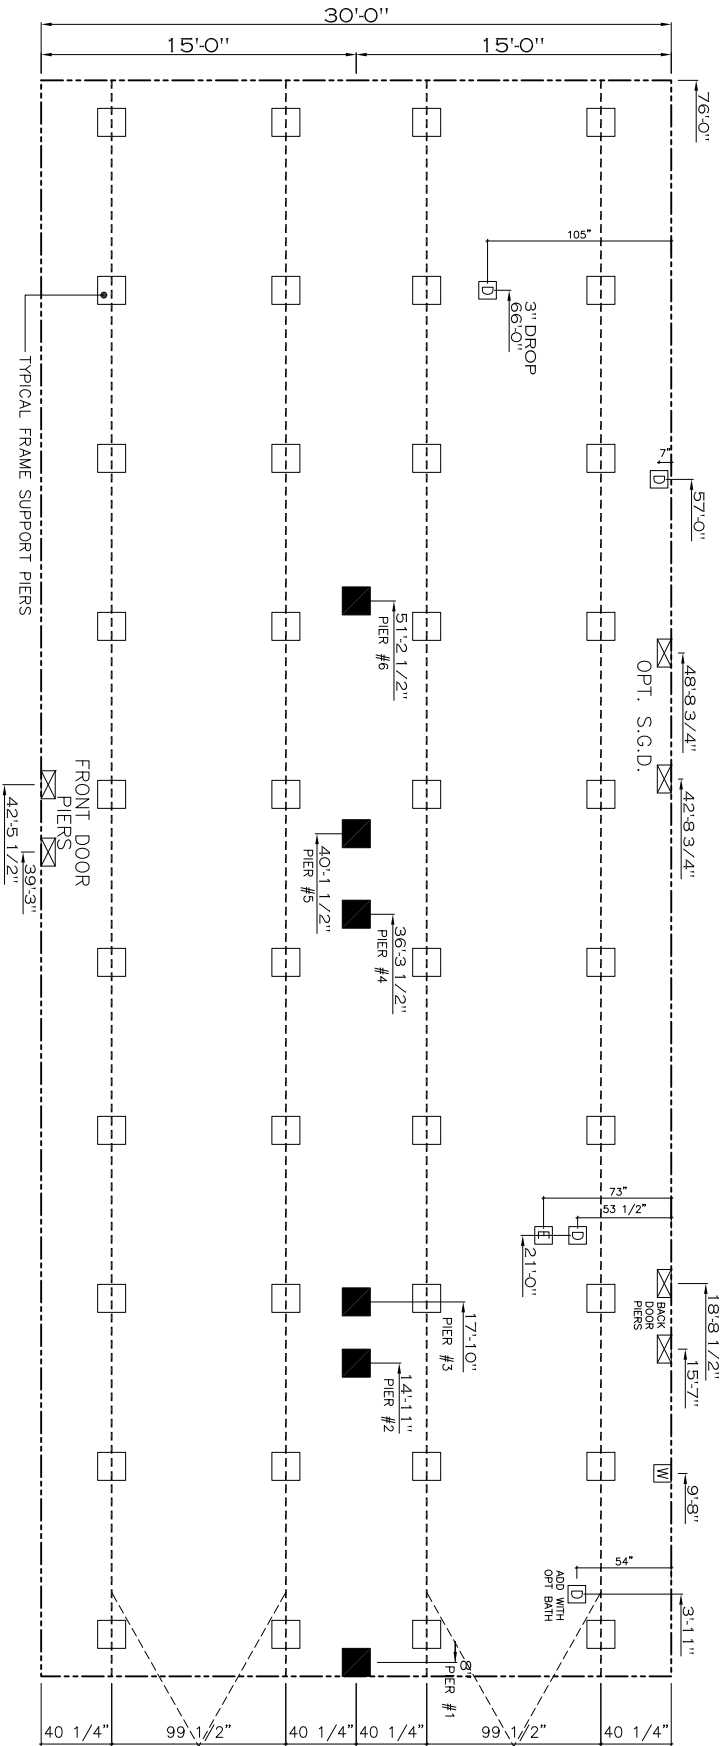 30'-0"
15'-0"
15'-0"
76'-0"
105"
D
3" DROP
66'-0"
7"
D
57'-0"
TYPICAL FRAME SUPPORT PIERS
51'-2 1/2"
PIER #6
48'-8 3/4"
OPT. S.G.D.
42'-8 3/4"
FRONT DOOR
PIERS
42'-5 1/2"
39'-3"
40'-1 1/2"
PIER #5
36'-3 1/2"
PIER #4
73"
53 1/2"
E
D
21'-0"
18'-8 1/2"
BACK
DOOR
PIERS
15'-7"
17'-10"
PIER #3
14'-11"
PIER #2
W
9'-8"
54"
ADD WITH
OPT BATH
D
3'-11"
8"
PIER #1
40 1/4"
99 1/2"
40 1/4"
40 1/4"
99 1/2"
40 1/4"